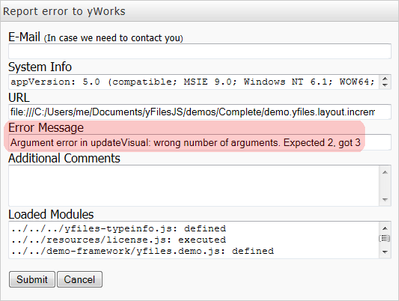 Report error to yWorks
E-Mail (In case we need to contact you)
System Info
appVersion: 5.0 (compatible; MSIE 9.0; Windows NT 6.1; WOW64;
URL
file:///C:/Users/me/Documents/yFilesJS/demos/Complete/demo.yfiles.layout.increm
Error Message
Argument error in updateVisual: wrong number of arguments. Expected 2, got 3
Additional Comments
Loaded Modules
../../../yfiles-typeinfo.js: defined
../../resources/license.js: executed
../../demo-framework/yfiles.demo.js: defined
Submit Cancel